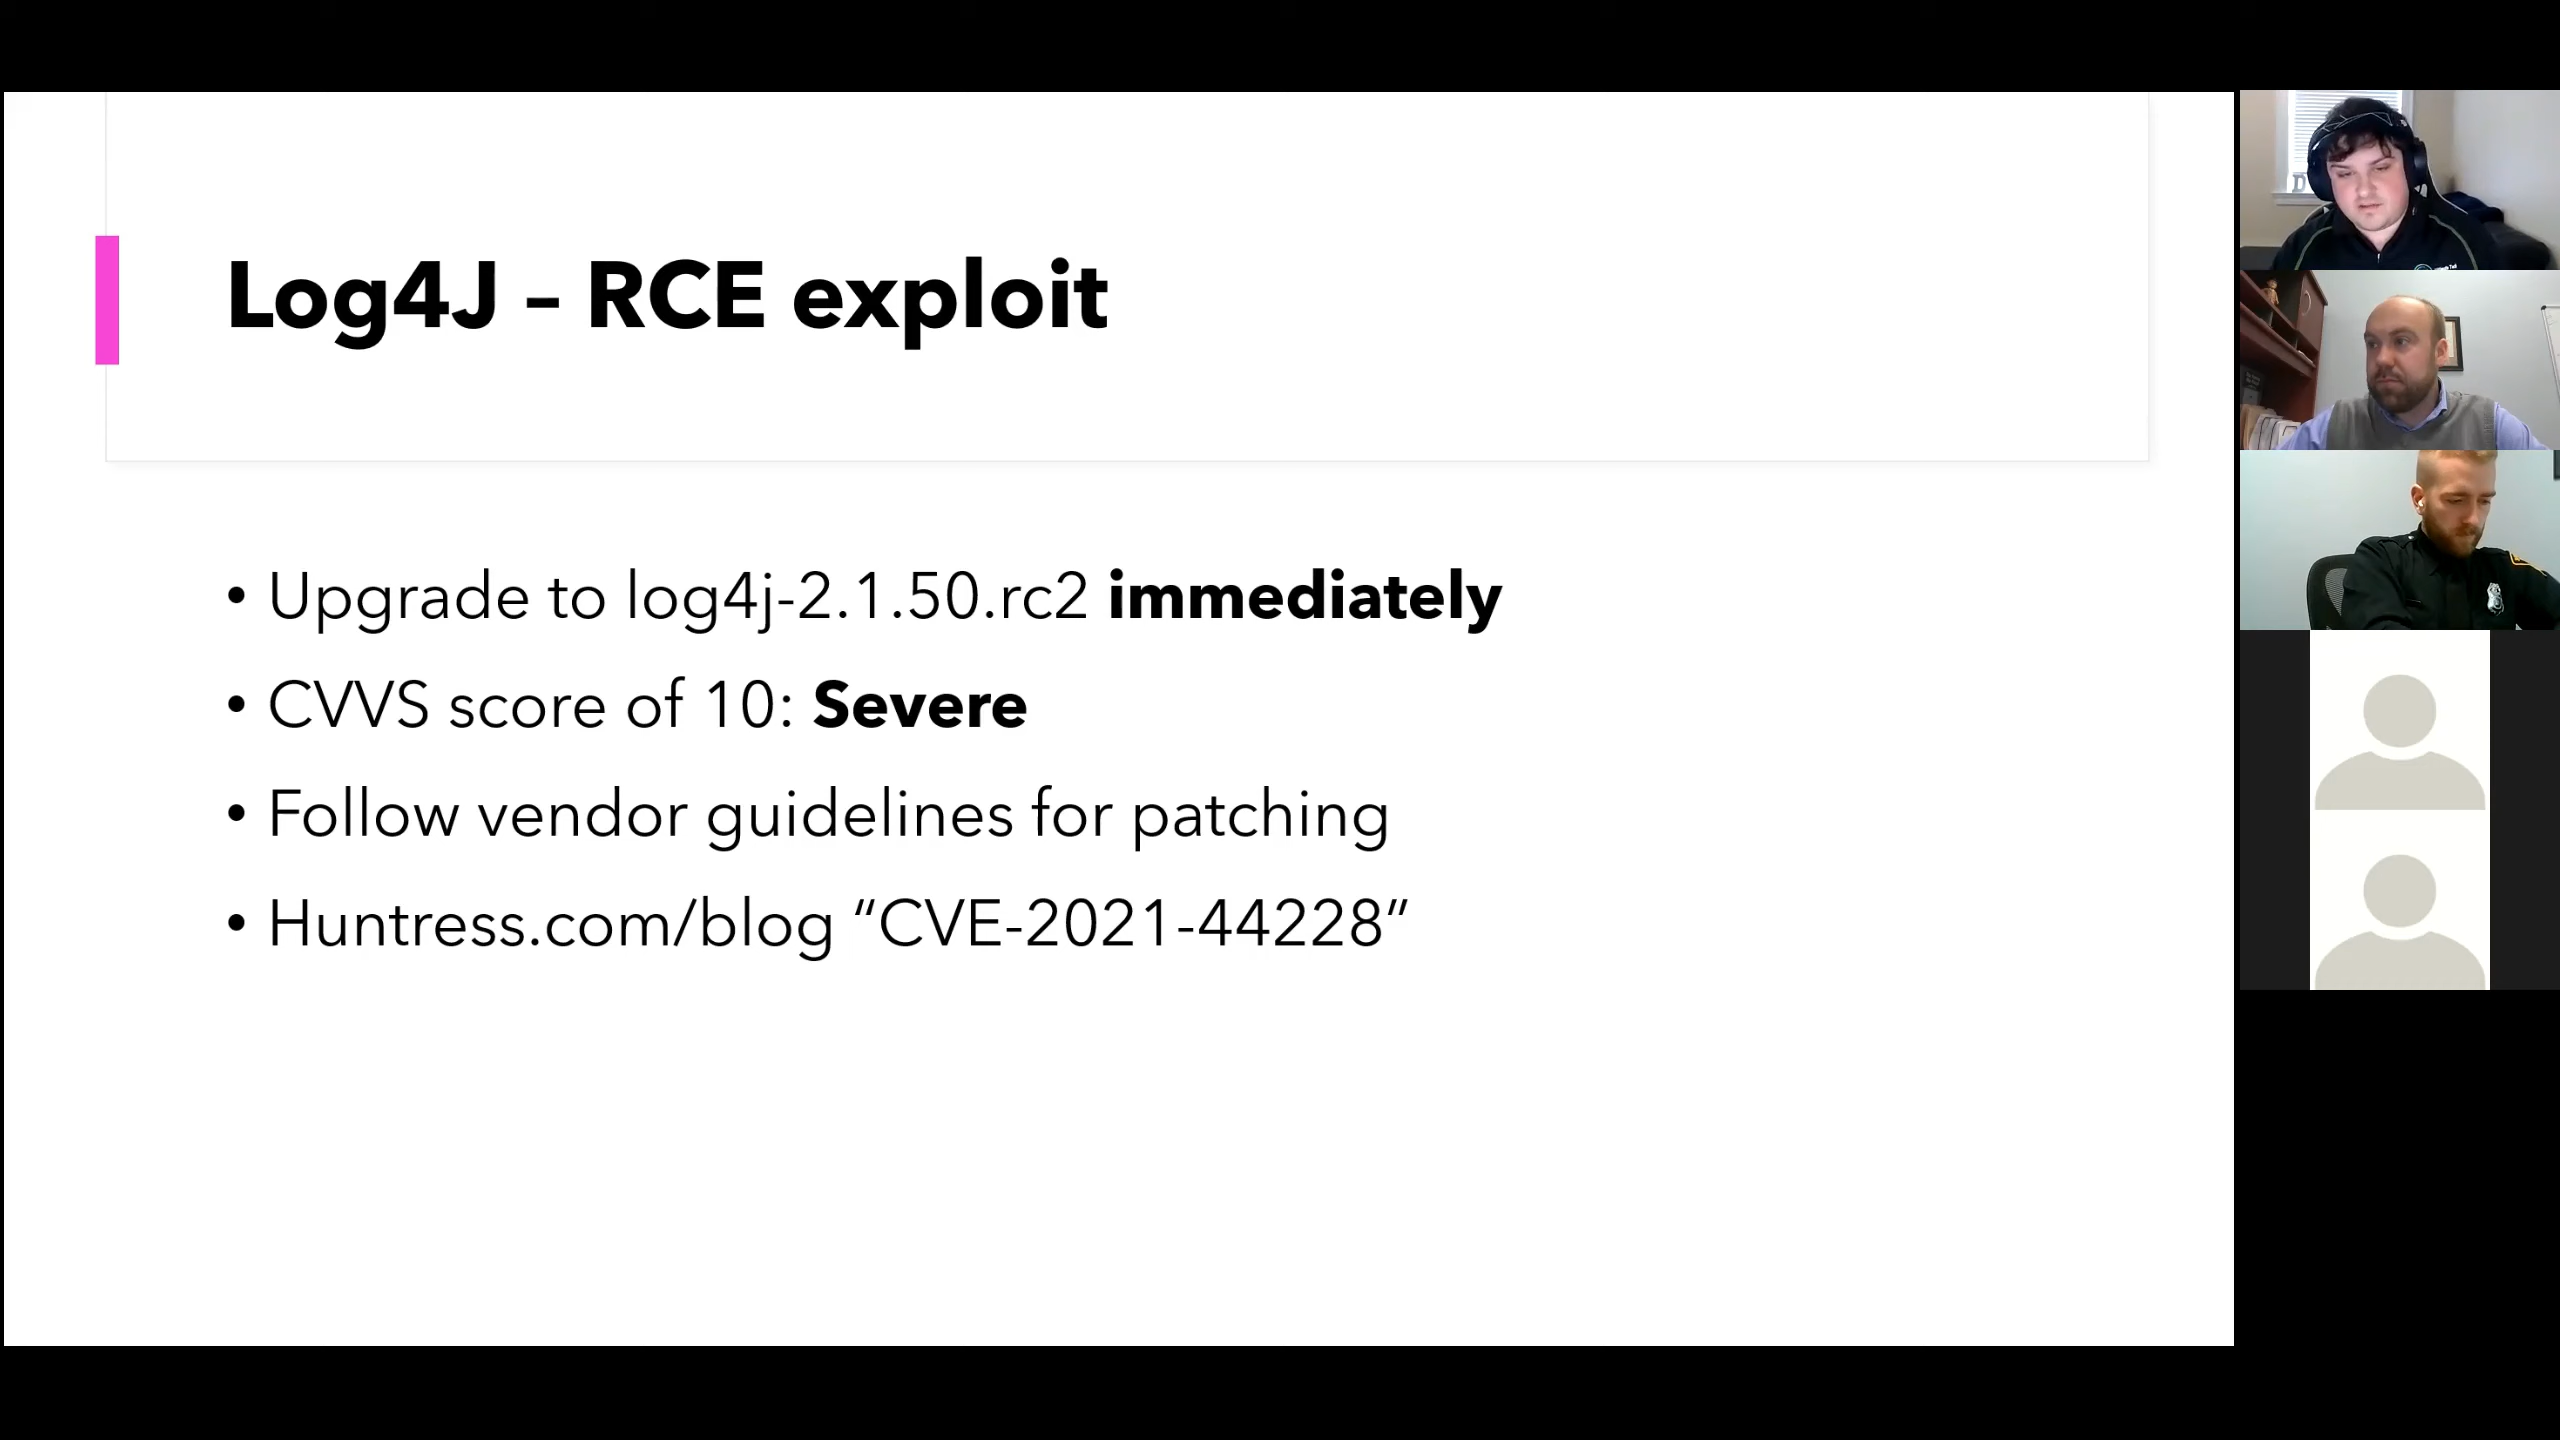 Log4J – RCE exploit
• Upgrade to log4j-2.1.50.rc2 immediately
• CVVS score of 10: Severe
• Follow vendor guidelines for patching
• Huntress.com/blog “CVE-2021-44228”
D